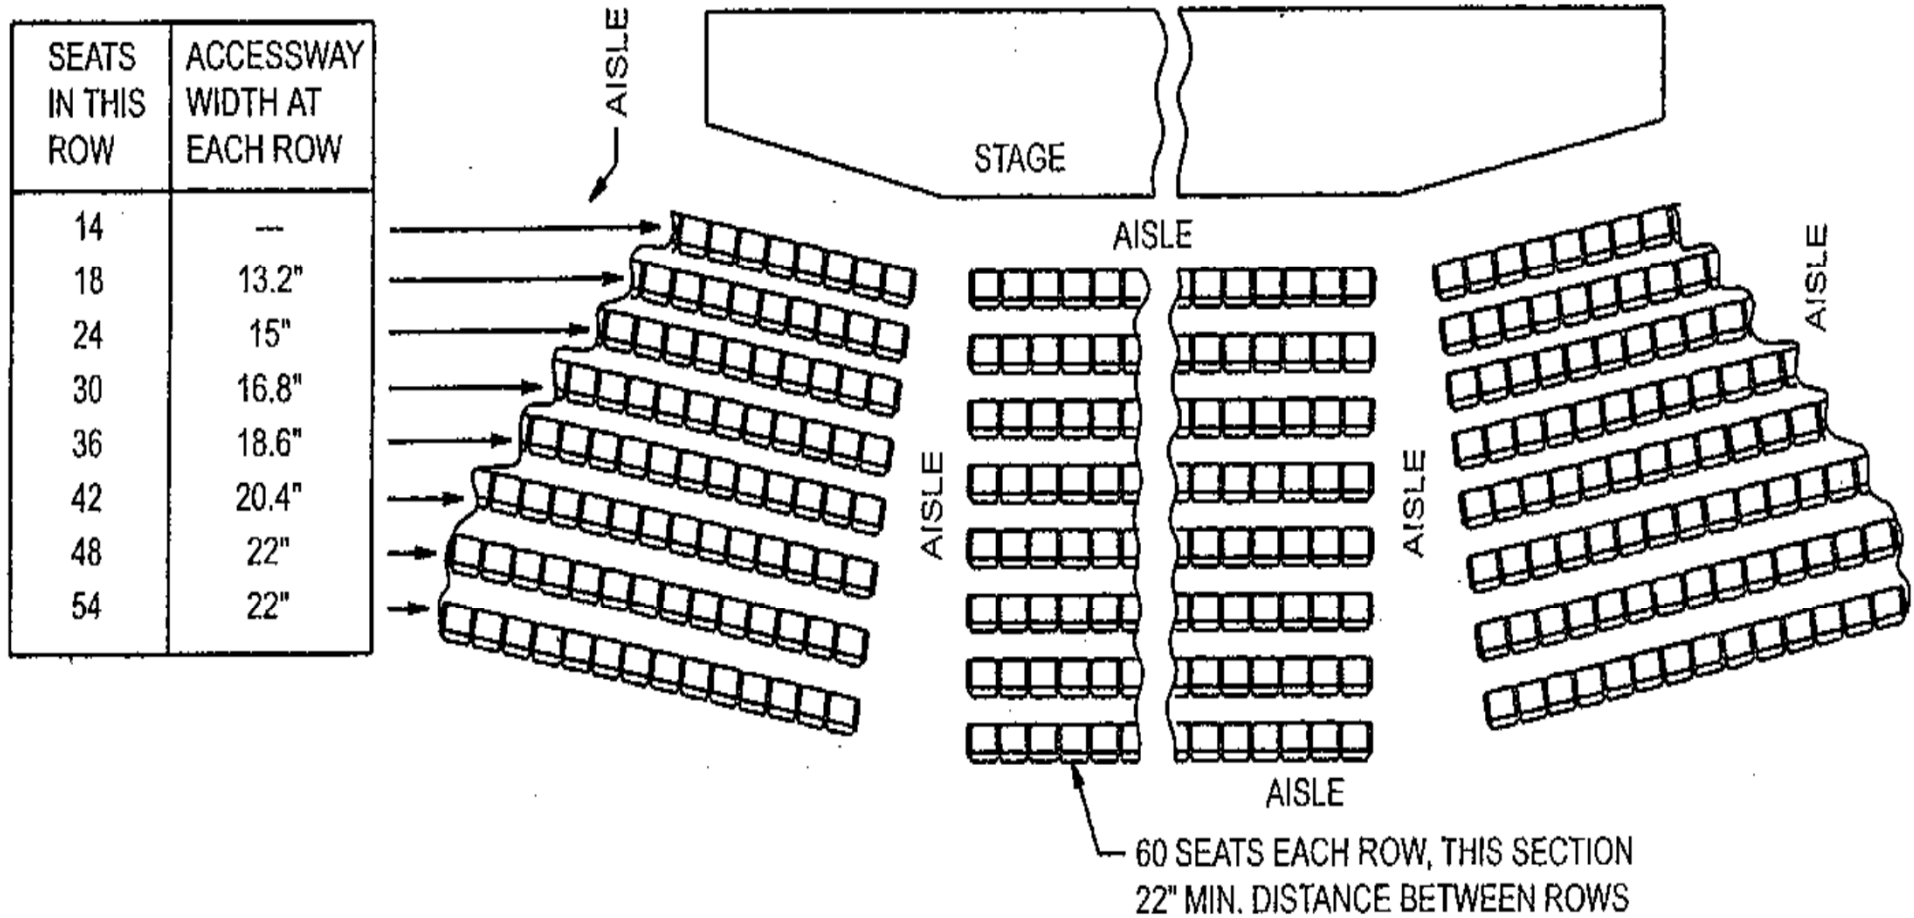 SEATS IN THIS ROW
ACCESSWAY WIDTH AT EACH ROW
14 ---
18 13.2"
24 15"
30 16.8"
36 18.6"
42 20.4"
48 22"
54 22"
AISLE
STAGE
AISLE
AISLE
AISLE
AISLE
AISLE
60 SEATS EACH ROW, THIS SECTION
22" MIN. DISTANCE BETWEEN ROWS